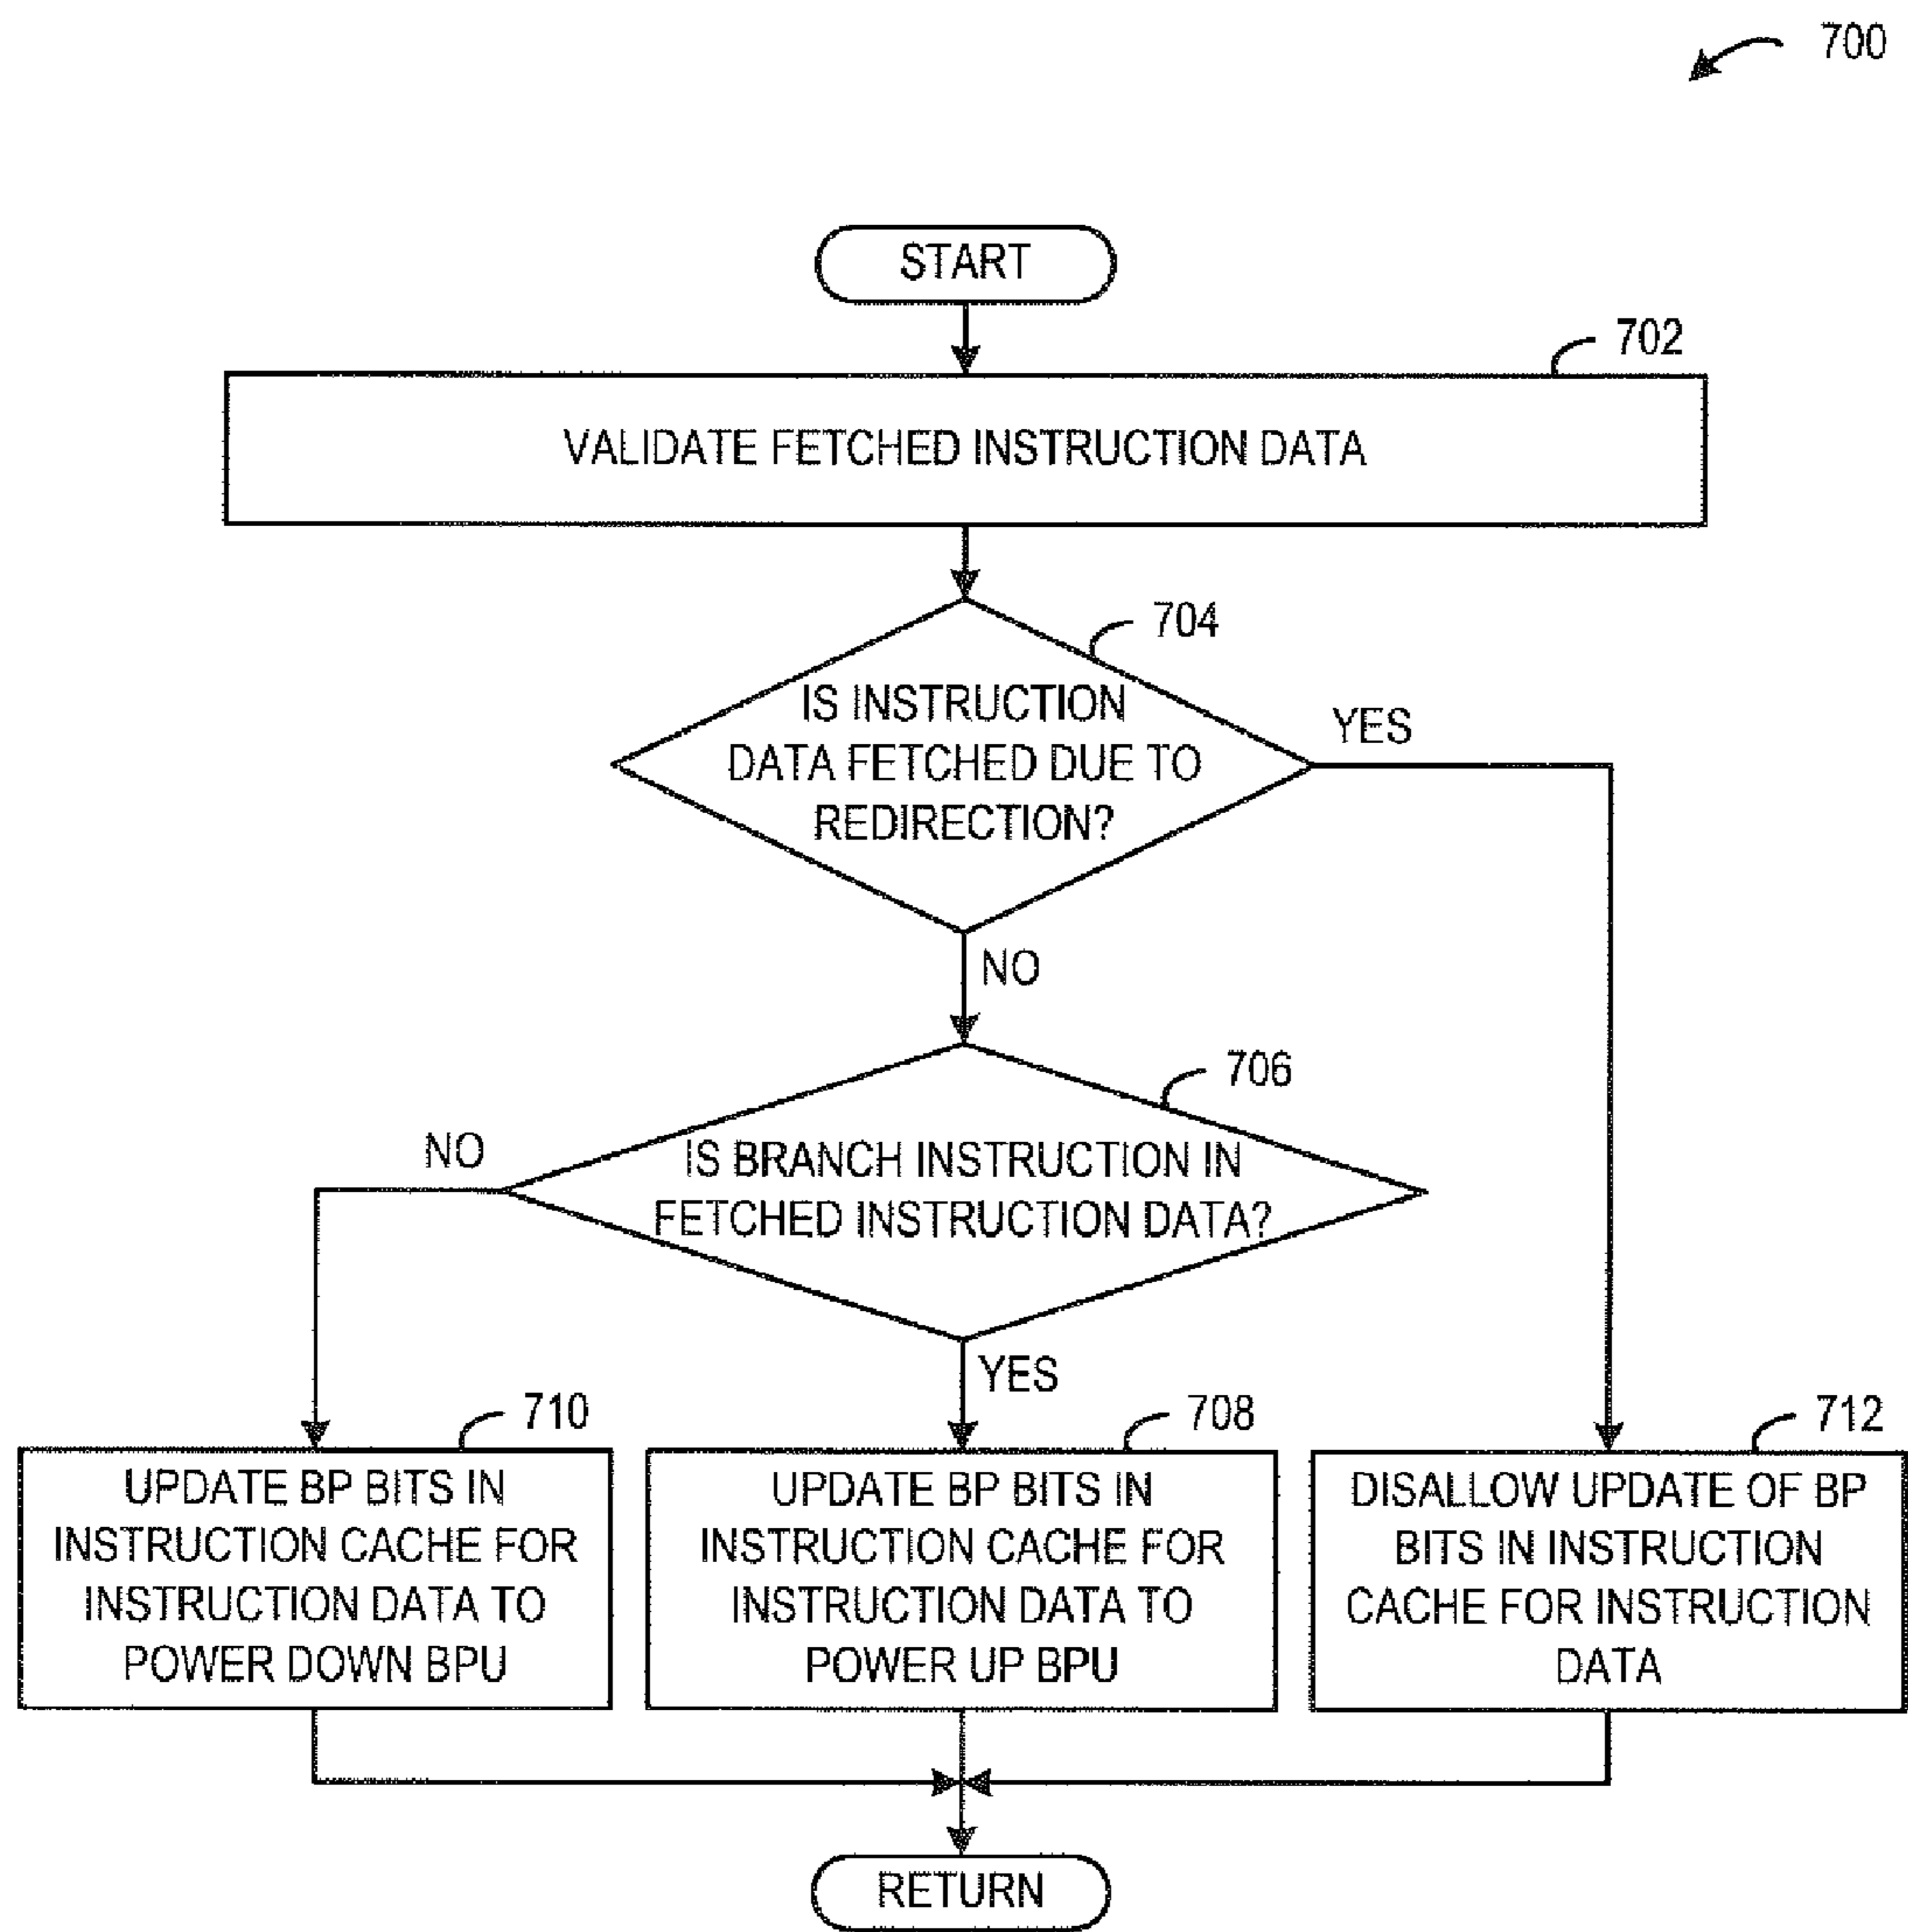 700
START
702
VALIDATE FETCHED INSTRUCTION DATA
704
IS INSTRUCTION
DATA FETCHED DUE TO
REDIRECTION?
YES
NO
706
IS BRANCH INSTRUCTION IN
FETCHED INSTRUCTION DATA?
NO
YES
710
UPDATE BP BITS IN
INSTRUCTION CACHE FOR
INSTRUCTION DATA TO
POWER DOWN BPU
708
UPDATE BP BITS IN
INSTRUCTION CACHE FOR
INSTRUCTION DATA TO
POWER UP BPU
712
DISALLOW UPDATE OF BP
BITS IN INSTRUCTION
CACHE FOR INSTRUCTION
DATA
RETURN